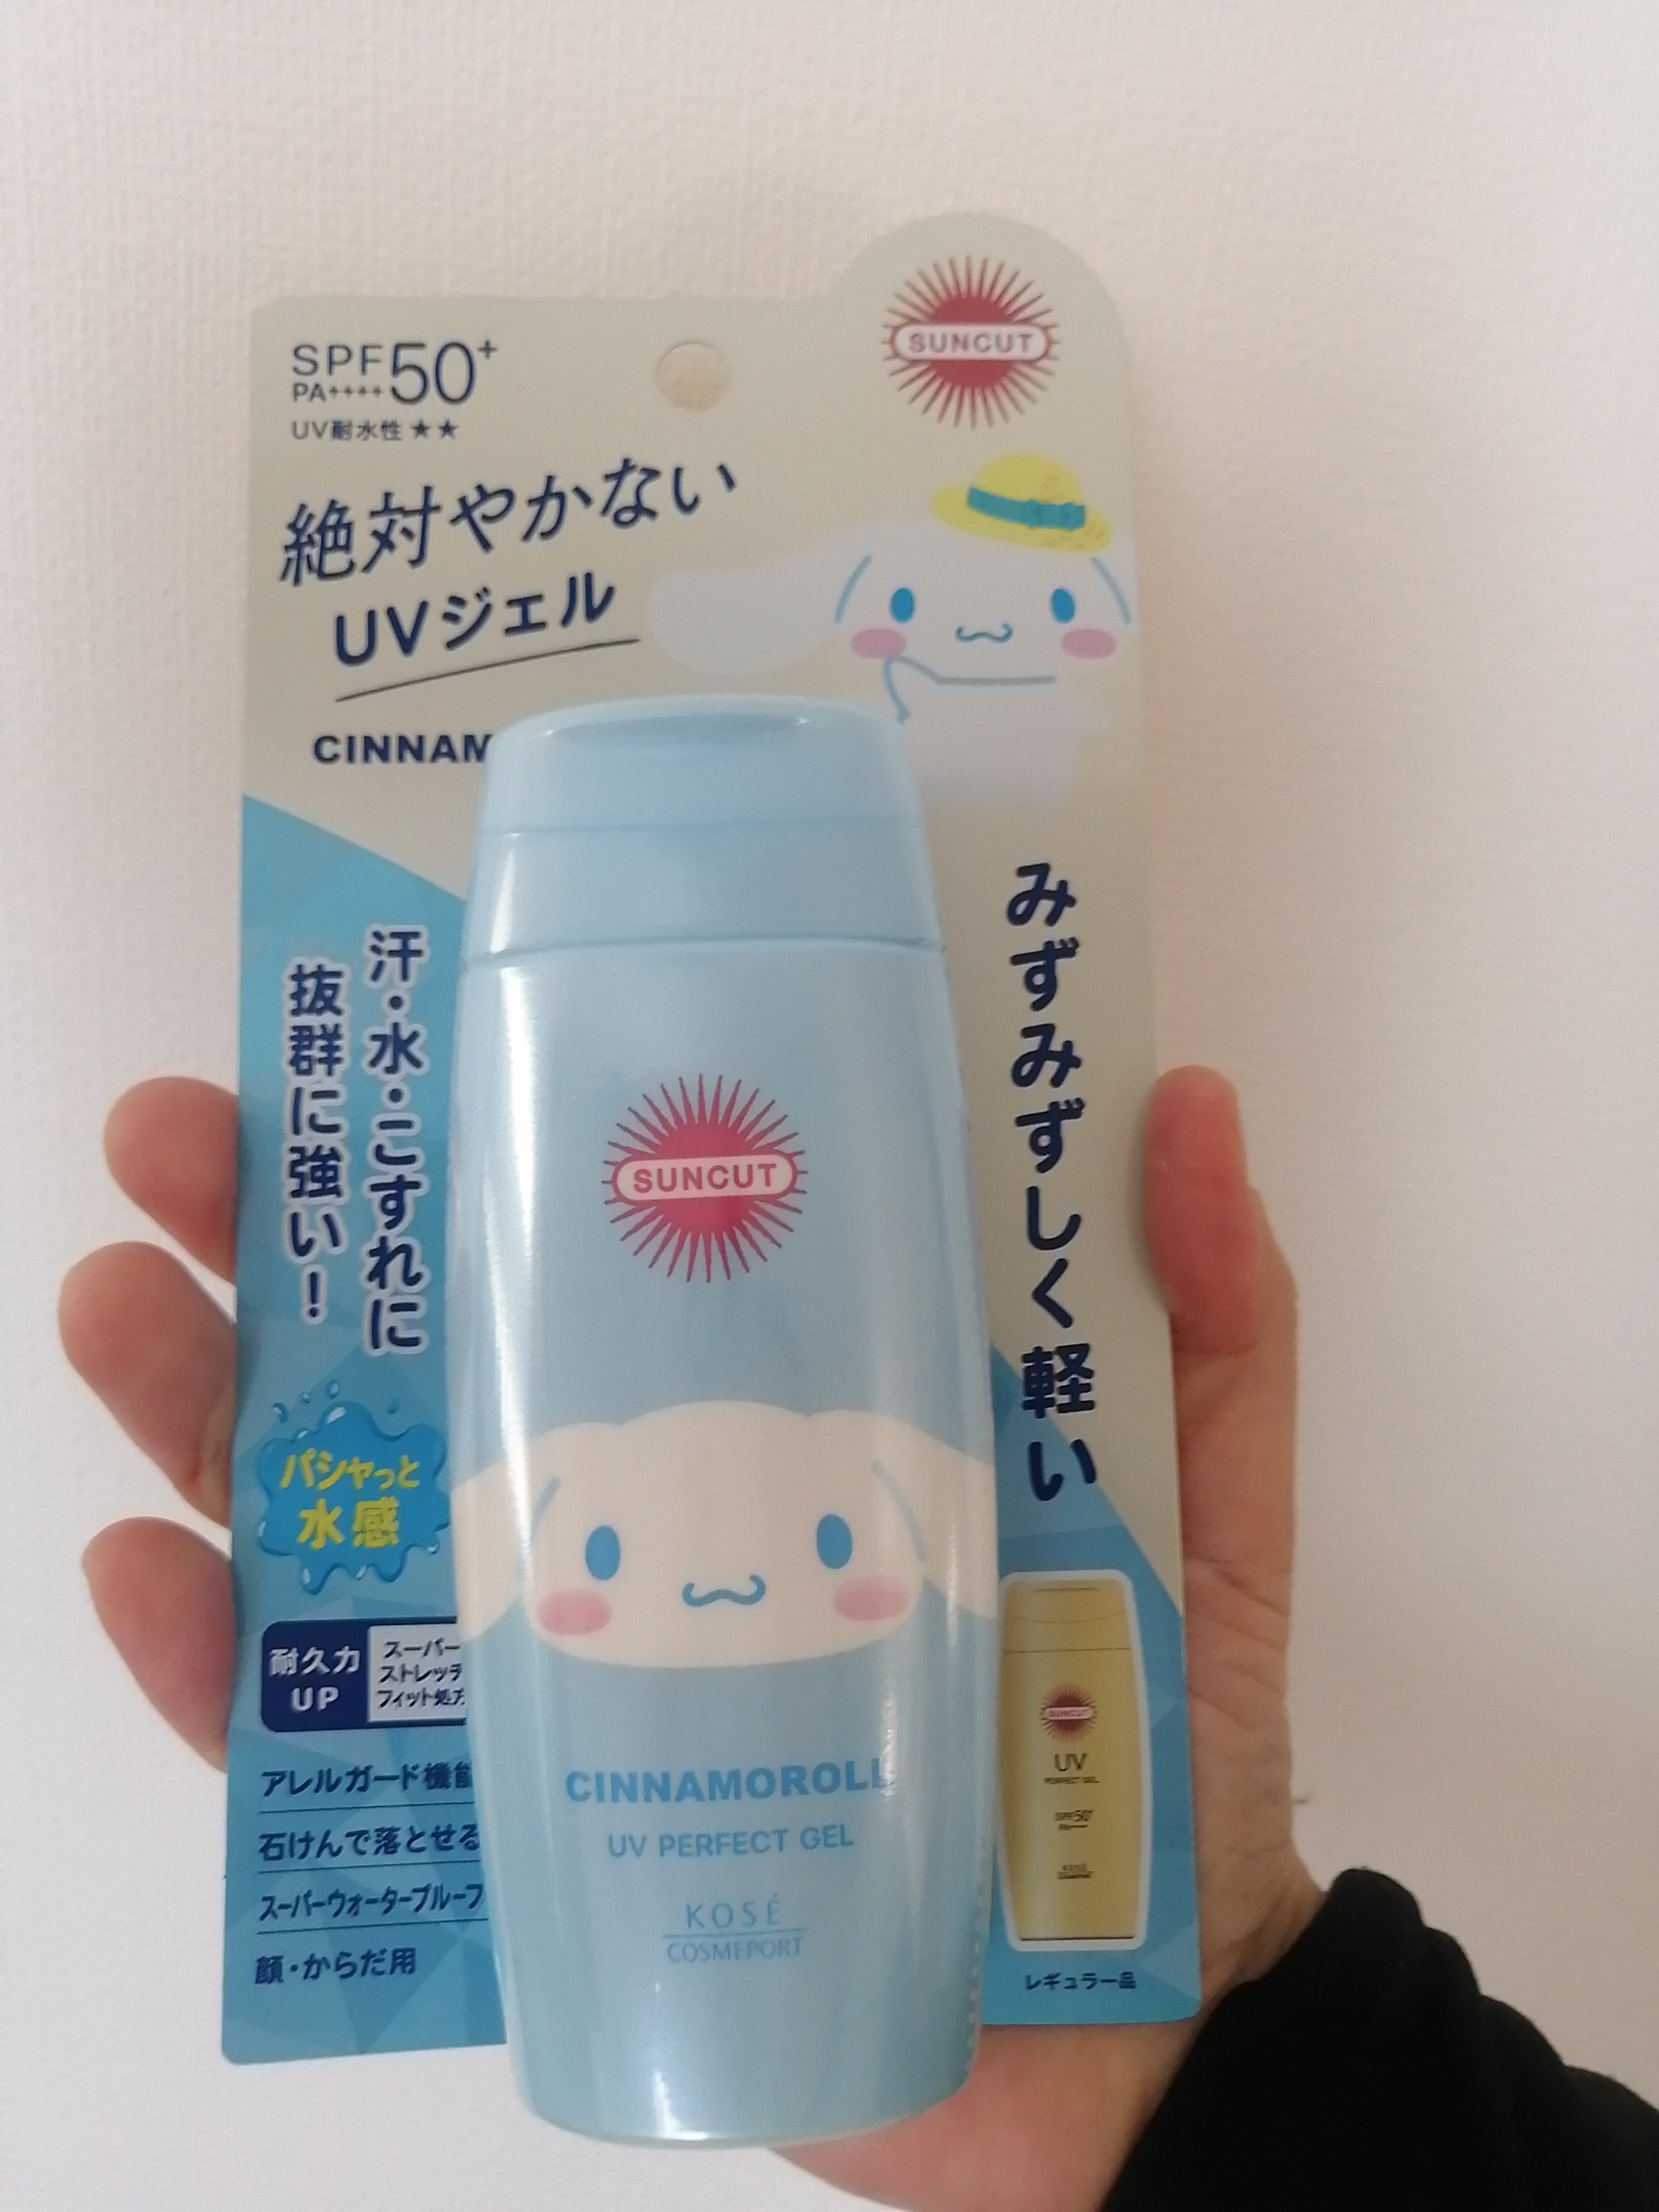 SUNCUT
SPF50+
PA++++
UV耐水性★★
絶対やかない
UVジェル
CINNAM
みずみずしく軽い
汗・水・こすれに
抜群に強い！
パシャっと
水感
耐久力
UP
スーパー
ストレッチ
フィット処方
アレルガード機能
石けんで落とせる
スーパーウォータープルーフ
顔・からだ用
SUNCUT
CINNAMOROLL
UV PERFECT GEL
KOSÉ
COSMEPORT
SUNCUT
UV
PERFECT GEL
SPF50+
PA++++
KOSÉ
COSMEPORT
レギュラー品